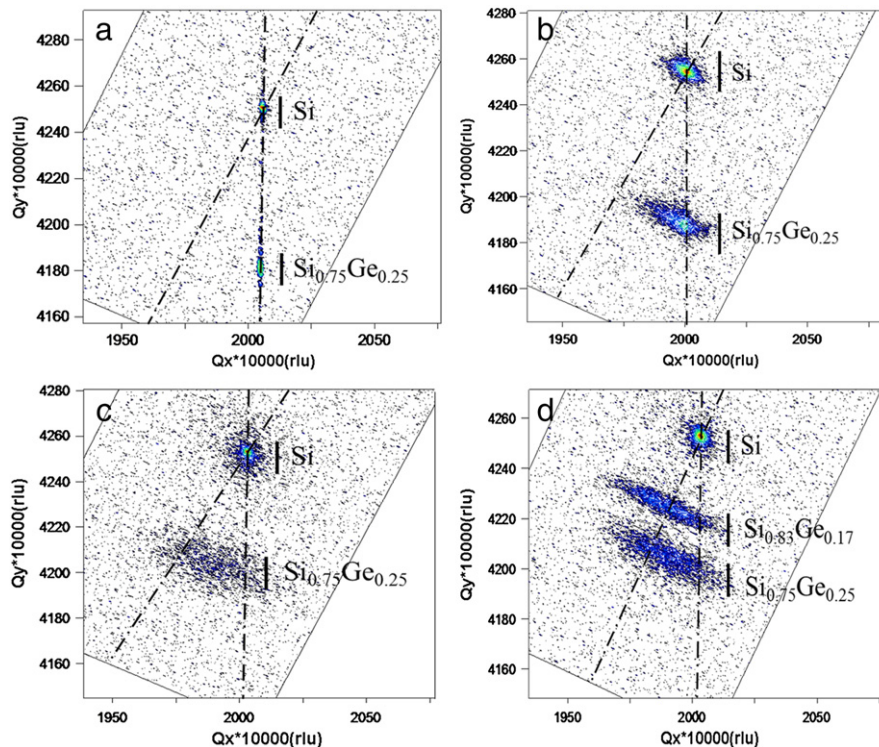 a
4280
4260
4240
4220
4200
4180
4160
Qy*10000(rlu)
1950
2000
2050
Qx*10000(rlu)
Si
Si0.75Ge0.25
b
4280
4260
4240
4220
4200
4180
4160
Qy*10000(rlu)
1950
2000
2050
Qx*10000(rlu)
Si
Si0.75Ge0.25
c
4280
4260
4240
4220
4200
4180
4160
Qy*10000(rlu)
1950
2000
2050
Qx*10000(rlu)
Si
Si0.75Ge0.25
d
4260
4240
4220
4200
4180
4160
Qy*10000(rlu)
1950
2000
2050
Qx*10000(rlu)
Si
Si0.83Ge0.17
Si0.75Ge0.25